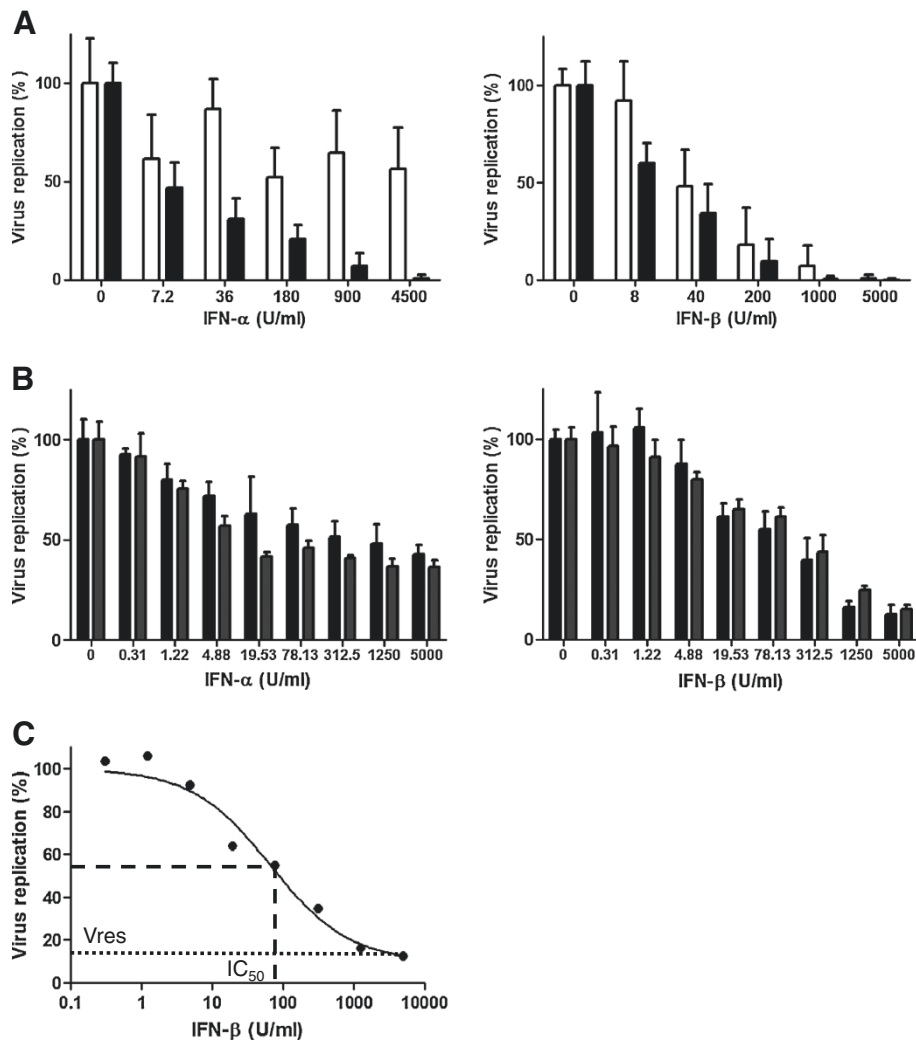 A
Virus replication (%)
100
50
0
0 7.2 36 180 900 4500
IFN-α (U/ml)
Virus replication (%)
100
50
0
0 8 40 200 1000 5000
IFN-β (U/ml)
B
Virus replication (%)
100
50
0
0 0.31 1.22 4.88 19.53 78.13 312.5 1250 5000
IFN-α (U/ml)
Virus replication (%)
100
50
0
0 0.31 1.22 4.88 19.53 78.13 312.5 1250 5000
IFN-β (U/ml)
C
Virus replication (%)
100
80
60
40
20
0
Vres
IC50
0.1 1 10 100 1000 10000
IFN-β (U/ml)